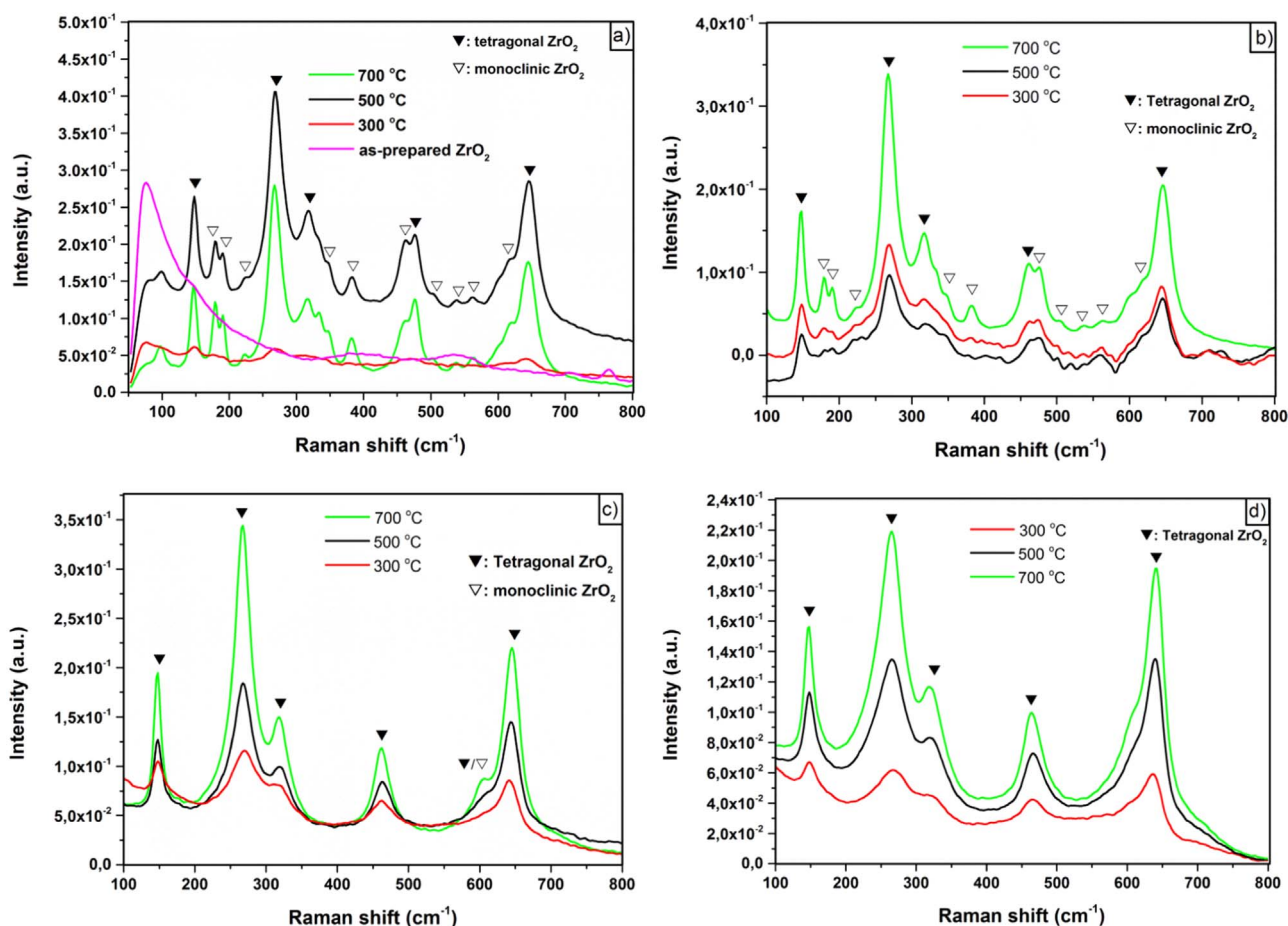 a)
5.0x10⁻¹
4.5x10⁻¹
4.0x10⁻¹
3.5x10⁻¹
3.0x10⁻¹
2.5x10⁻¹
2.0x10⁻¹
1.5x10⁻¹
1.0x10⁻¹
5.0x10⁻²
0.0
Intensity (a.u.)
▼: tetragonal ZrO₂
▽: monoclinic ZrO₂
700 °C
500 °C
300 °C
as-prepared ZrO₂
100 200 300 400 500 600 700 800
Raman shift (cm⁻¹)
b)
4,0x10⁻¹
3,0x10⁻¹
2,0x10⁻¹
1,0x10⁻¹
0,0
Intensity (a.u.)
700 °C
500 °C
300 °C
▼: Tetragonal ZrO₂
▽: monoclinic ZrO₂
100 200 300 400 500 600 700 800
Raman shift (cm⁻¹)
c)
3,5x10⁻¹
3,0x10⁻¹
2,5x10⁻¹
2,0x10⁻¹
1,5x10⁻¹
1,0x10⁻¹
5,0x10⁻²
0,0
Intensity (a.u.)
700 °C
500 °C
300 °C
▼: Tetragonal ZrO₂
▽: monoclinic ZrO₂
▼/▽
100 200 300 400 500 600 700 800
Raman shift (cm⁻¹)
d)
2,4x10⁻¹
2,2x10⁻¹
2,0x10⁻¹
1,8x10⁻¹
1,6x10⁻¹
1,4x10⁻¹
1,2x10⁻¹
1,0x10⁻¹
8,0x10⁻²
6,0x10⁻²
4,0x10⁻²
2,0x10⁻²
0,0
Intensity (a.u.)
300 °C
500 °C
700 °C
▼: Tetragonal ZrO₂
100 200 300 400 500 600 700 800
Raman shift (cm⁻¹)